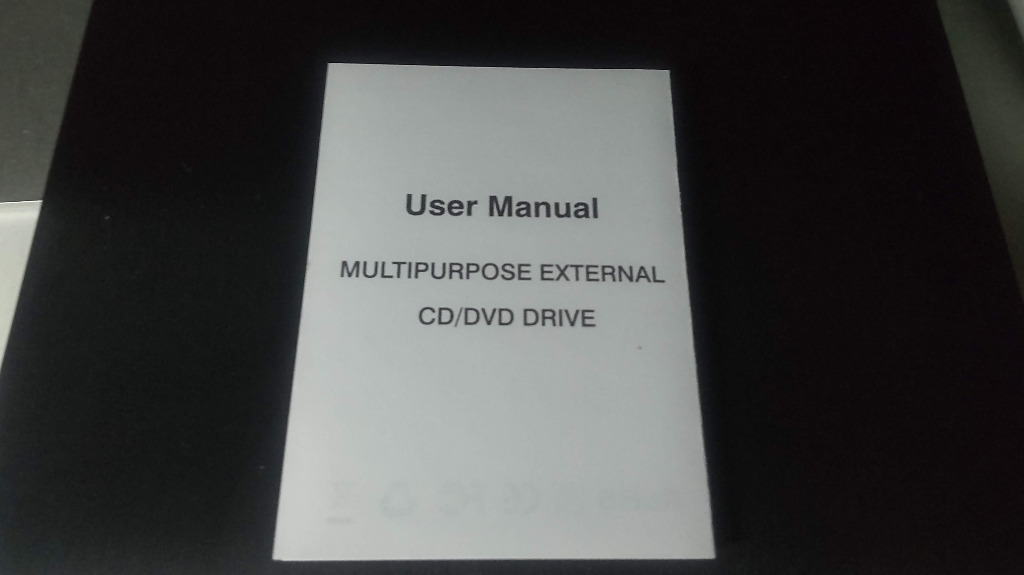 User Manual
MULTIPURPOSE EXTERNAL
CD/DVD DRIVE